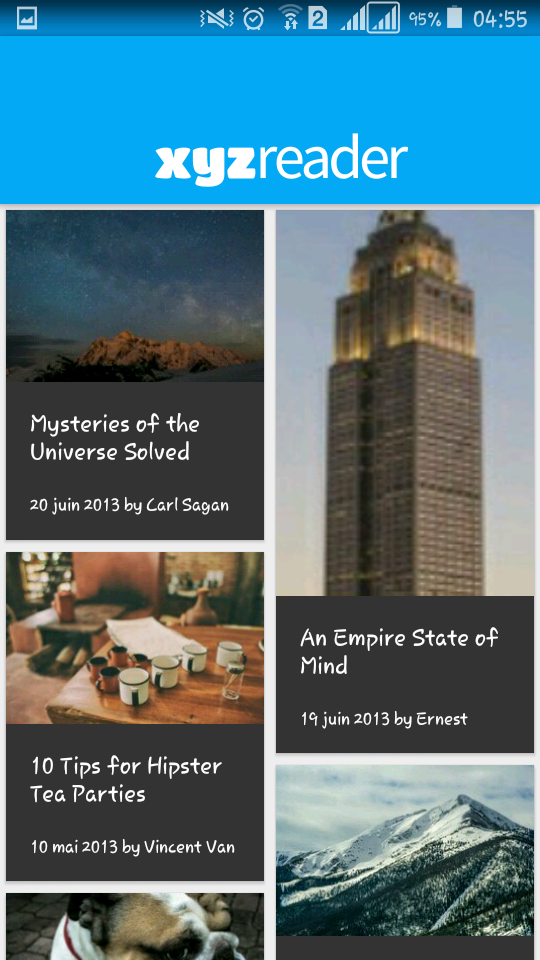 2
95%
04:55
xyzreader
Mysteries of the
Universe Solved
20 juin 2013 by Carl Sagan
An Empire State of
Mind
19 juin 2013 by Ernest
10 Tips for Hipster
Tea Parties
10 mai 2013 by Vincent Van